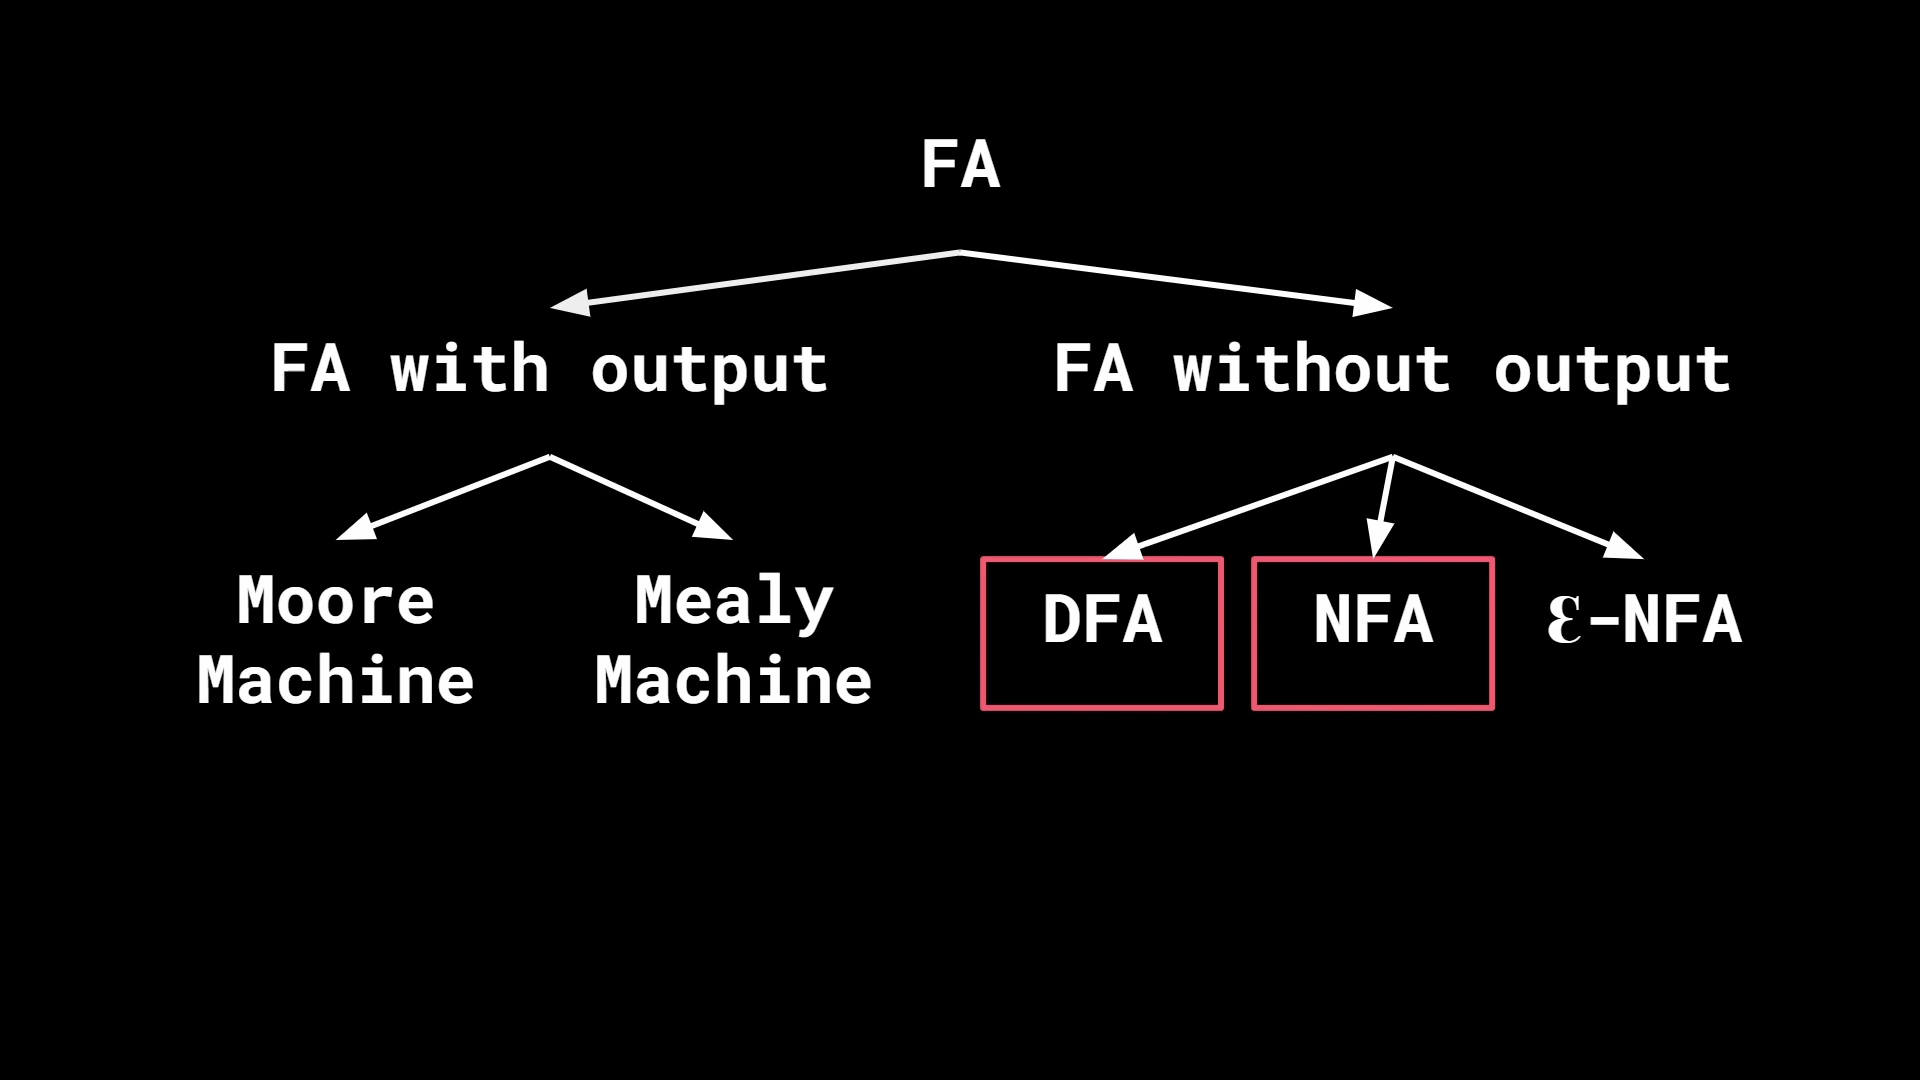 FA
FA with output
FA without output
Moore
Machine
Mealy
Machine
DFA
NFA
ε-NFA